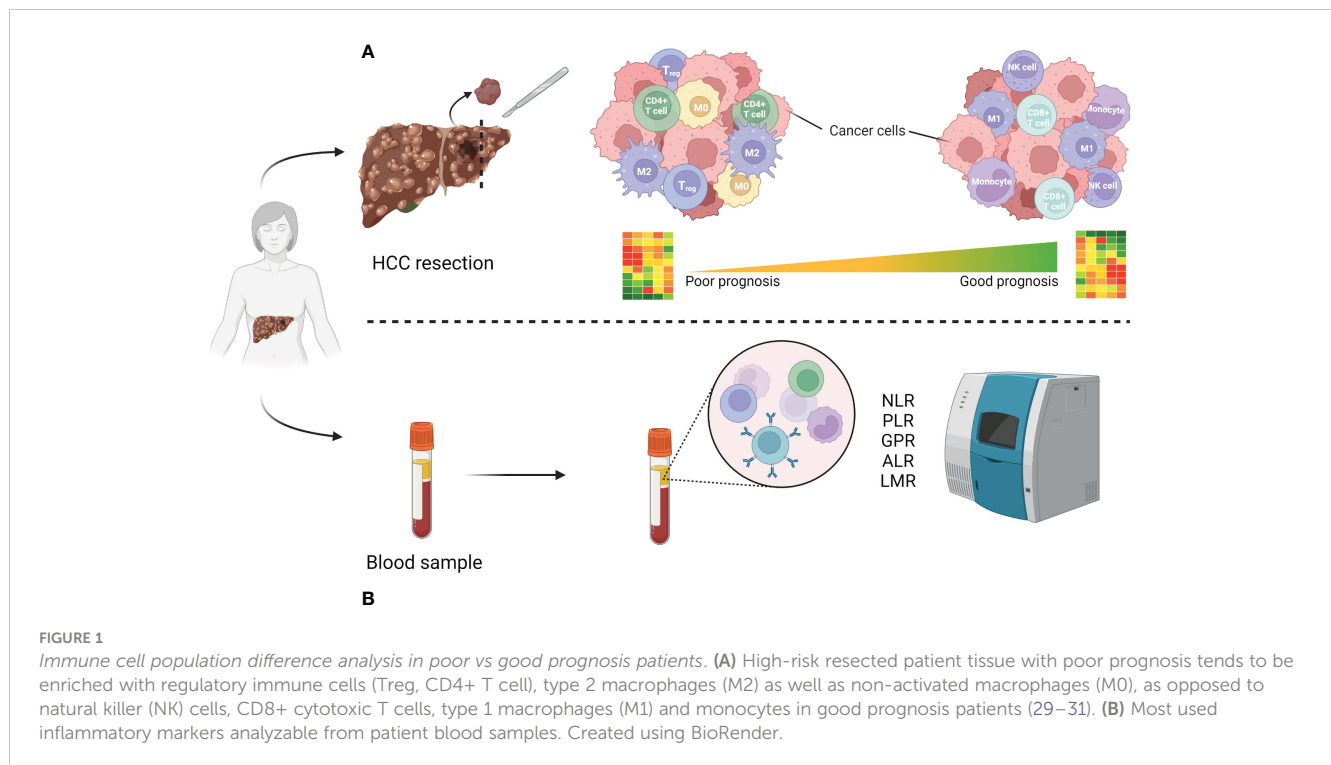 A
T reg
CD4+
T cell
M0
CD4+
T cell
M2
M2
T reg
M0
Cancer cells
NK cell
M1
CD8+
T cell
Monocyte
M1
Monocyte
NK cell
CD8+
T cell
HCC resection
Poor prognosis
Good prognosis
NLR
PLR
GPR
ALR
LMR
Blood sample
B
FIGURE 1
Immune cell population difference analysis in poor vs good prognosis patients. (A) High-risk resected patient tissue with poor prognosis tends to be
enriched with regulatory immune cells (Treg, CD4+ T cell), type 2 macrophages (M2) as well as non-activated macrophages (M0), as opposed to
natural killer (NK) cells, CD8+ cytotoxic T cells, type 1 macrophages (M1) and monocytes in good prognosis patients (29–31). (B) Most used
inflammatory markers analyzable from patient blood samples. Created using BioRender.